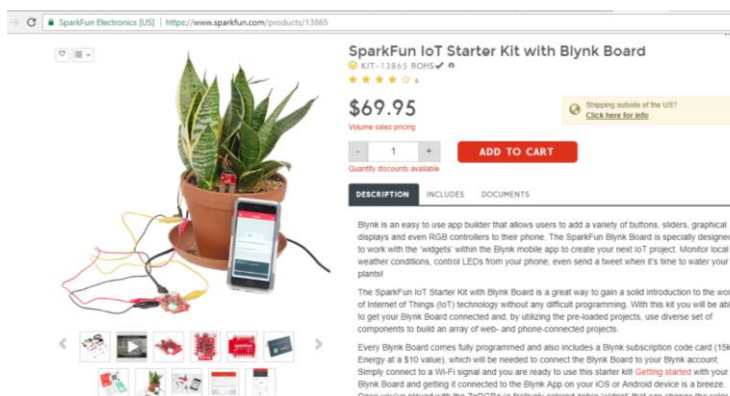 SparkFun Electronics [US] | https://www.sparkfun.com/products/13865
SparkFun IoT Starter Kit with Blynk Board
KIT-13865 ROHS✔
6
$69.95
Volume sales pricing
Shipping outside of the US?
Click here for info
- 1 +
ADD TO CART
Quantity discounts available
DESCRIPTION INCLUDES DOCUMENTS
Blynk is an easy to use app builder that allows users to add a variety of buttons, sliders, graphical
displays and even RGB controllers to their phone. The SparkFun Blynk Board is specially designed
to work with the 'widgets' within the Blynk mobile app to create your next IoT project. Monitor local
weather conditions, control LEDs from your phone, even send a tweet when it's time to water your
plants!
The SparkFun IoT Starter Kit with Blynk Board is a great way to gain a solid introduction to the
of Internet of Things (IoT) technology without any difficult programming. With this kit you will be
to get your Blynk Board connected and, by utilizing the pre-loaded projects, use diverse set of
components to build an array of web- and phone-connected projects.
Every Blynk Board comes fully programmed and also includes a Blynk subscription code card (15k
Energy at a $10 value), which will be needed to connect the Blynk Board to your Blynk account.
Simply connect to a Wi-Fi signal and you are ready to use this starter kit! Getting started with your
Blynk Board and getting it connected to the Blynk App on your iOS or Android device is a breeze.